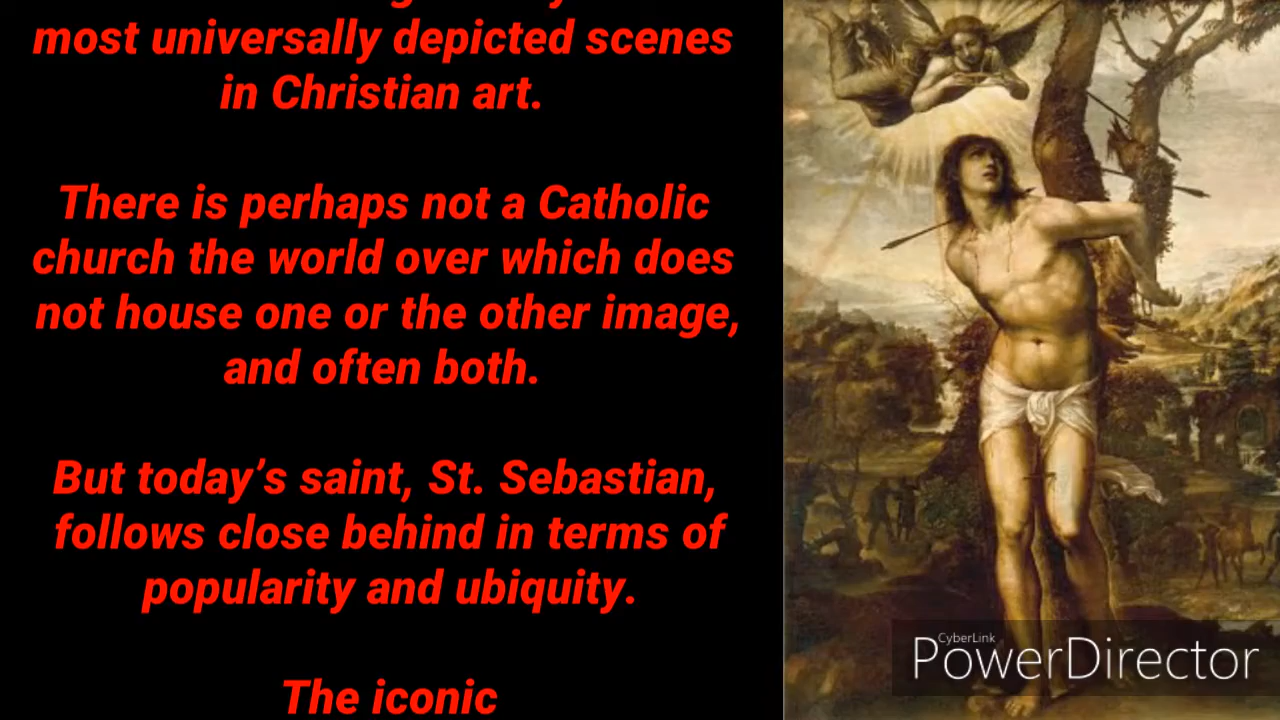 most universally depicted scenes
in Christian art.
There is perhaps not a Catholic
church the world over which does
not house one or the other image,
and often both.
But today’s saint, St. Sebastian,
follows close behind in terms of
popularity and ubiquity.
The iconic
CyberLink
PowerDirector